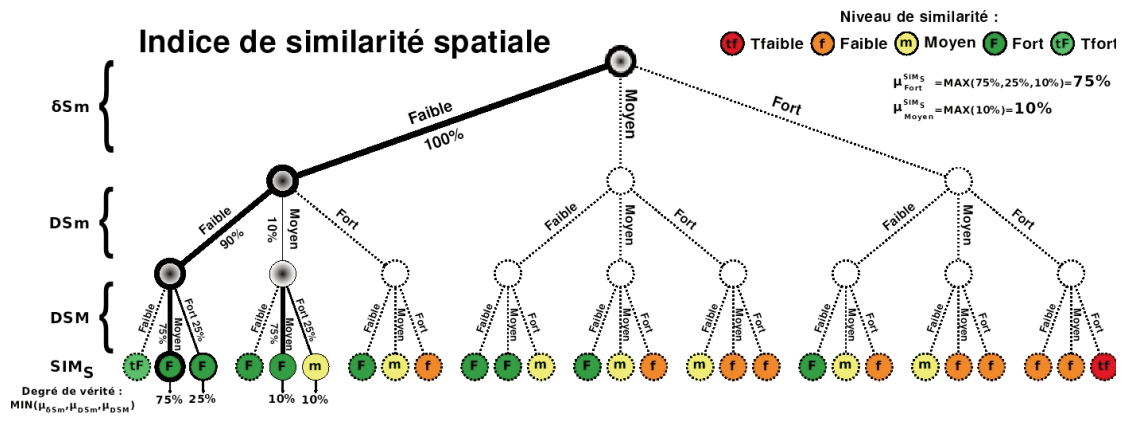 Indice de similarité spatiale
Niveau de similarité :
tf Tfaible f Faible m Moyen F Fort tF Tfort
μ SIMS Fort =MAX(75%,25%,10%)=75%
μ SIMS Moyen =MAX(10%)=10%
δSm
Faible
100%
Moyen
Fort
DSm
Faible
90%
Moyen
10%
Fort
Faible
Moyen
Fort
Faible
Moyen
Fort
DSM
Faible
Moyen
75%
Fort 25%
Faible
Moyen
75%
Fort 25%
Faible
Moyen
Fort
Faible
Moyen
Fort
Faible
Moyen
Fort
Faible
Moyen
Fort
Faible
Moyen
Fort
Faible
Moyen
Fort
Faible
Moyen
Fort
SIMS
tF F F F F m F m f F F m F m f m f f F m f m f f f f tf
Degré de vérité :
MIN(μδSm,μDSm,μDSM)
75% 25% 10% 10%